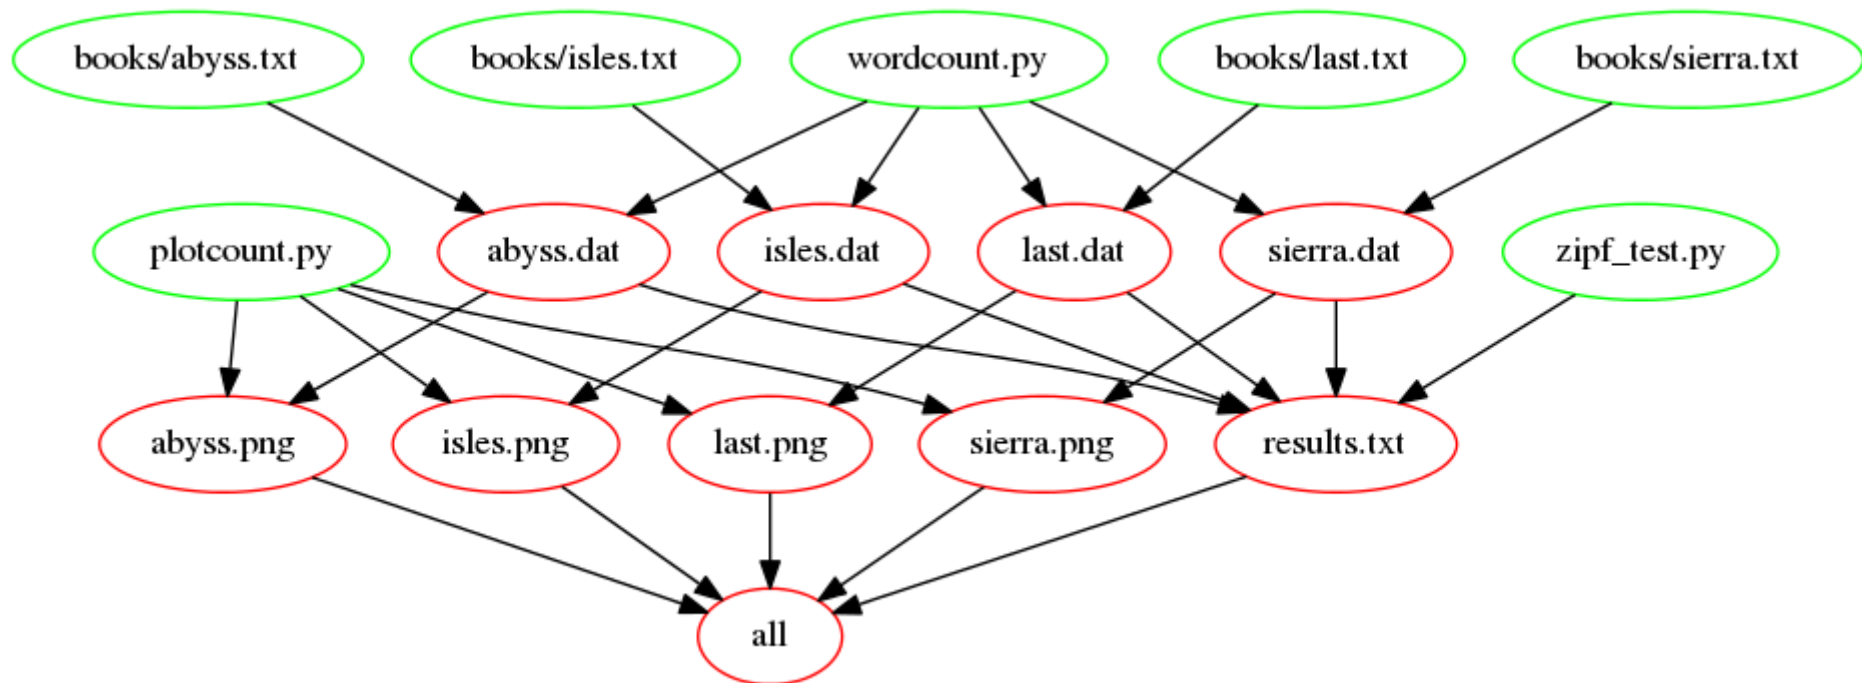 books/abyss.txt
books/isles.txt
wordcount.py
books/last.txt
books/sierra.txt
plotcount.py
abyss.dat
isles.dat
last.dat
sierra.dat
zipf_test.py
abyss.png
isles.png
last.png
sierra.png
results.txt
all